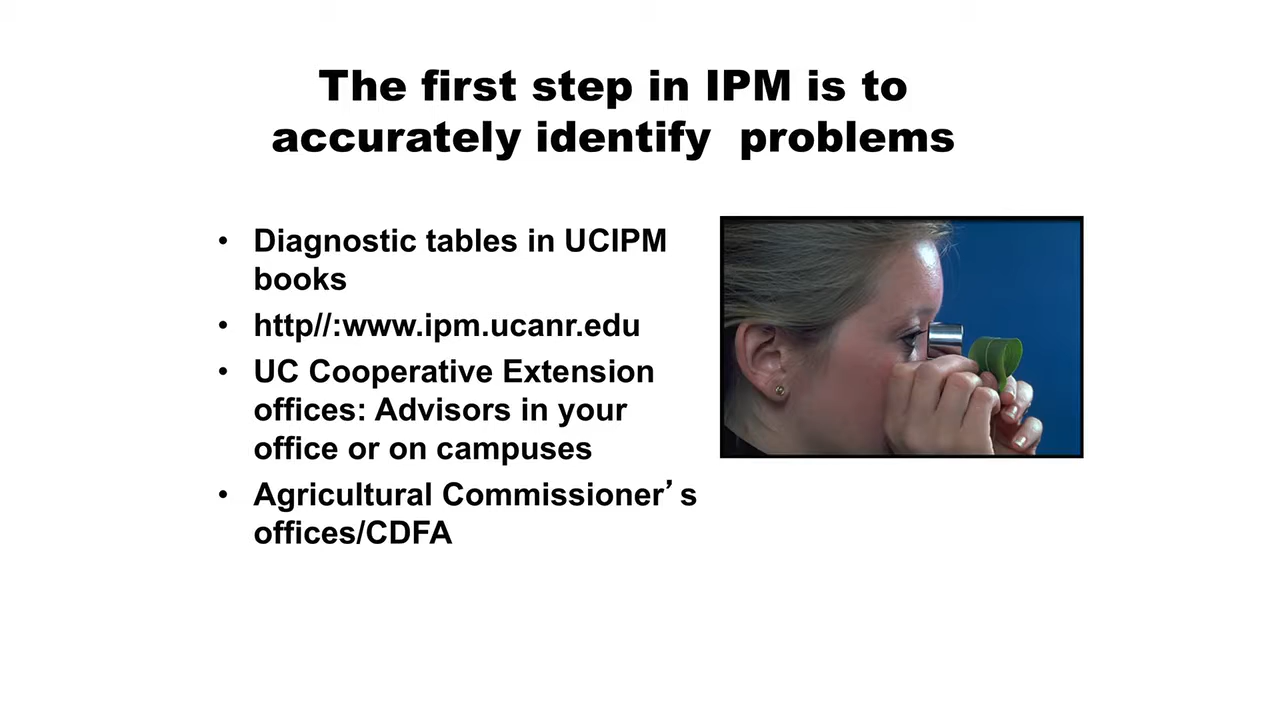 The first step in IPM is to
accurately identify  problems
• Diagnostic tables in UCIPM
books
• http//:www.ipm.ucanr.edu
• UC Cooperative Extension
offices: Advisors in your
office or on campuses
• Agricultural Commissioner’s
offices/CDFA